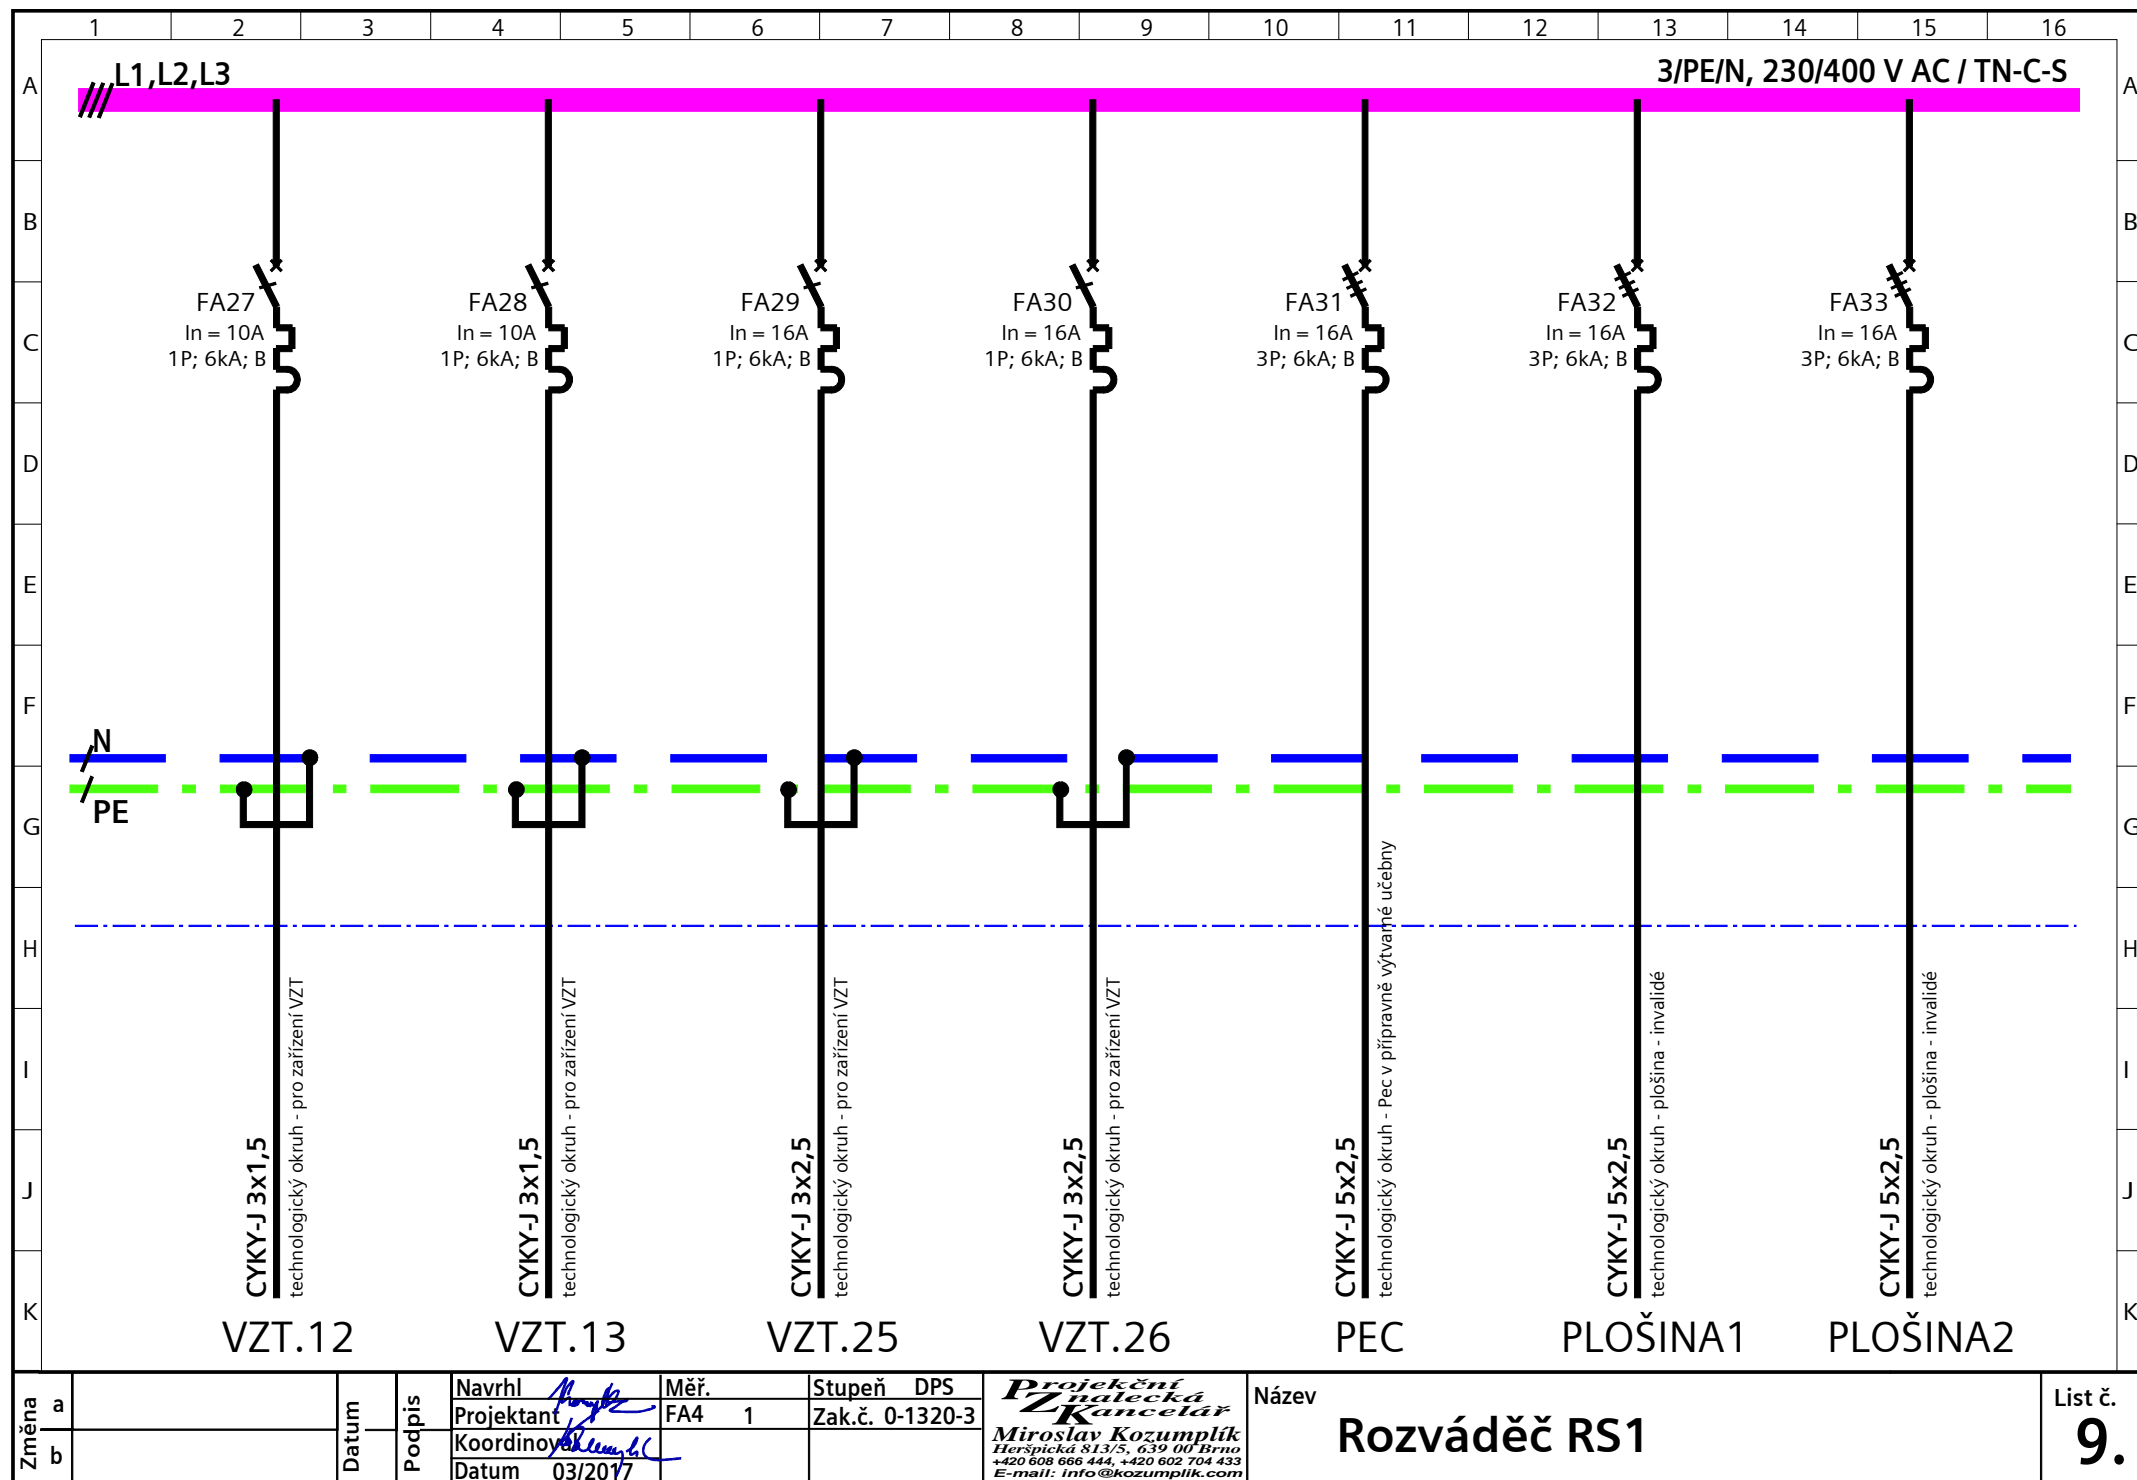 1 2 3 4 5 6 7 8 9 10 11 12 13 14 15 16
A L1,L2,L3 3/PE/N, 230/400 V AC / TN-C-S A
B B
FA27 FA28 FA29 FA30 FA31 FA32 FA33
In = 10A In = 10A In = 16A In = 16A In = 16A In = 16A In = 16A
C C
1P; 6kA; B 1P; 6kA; B 1P; 6kA; B 1P; 6kA; B 3P; 6kA; B 3P; 6kA; B 3P; 6kA; B
D D
E E
F F
N
PE
G G
H H
I I
J J
K K
CYKY-J 3x1,5
technologický okruh - pro zařízení VZT
CYKY-J 3x1,5
technologický okruh - pro zařízení VZT
CYKY-J 3x2,5
technologický okruh - pro zařízení VZT
CYKY-J 3x2,5
technologický okruh - pro zařízení VZT
CYKY-J 5x2,5
technologický okruh - Pec v přípravně výtvarné učebny
CYKY-J 5x2,5
technologický okruh - plošina - invalidé
CYKY-J 5x2,5
technologický okruh - plošina - invalidé
VZT.12 VZT.13 VZT.25 VZT.26 PEC PLOŠINA1 PLOŠINA2
Změna
a
b
Datum
Podpis
Navrhl
Projektant
Koordinoval
Datum 03/2017
Měř.
FA4 1
Stupeň DPS
Zak.č. 0-1320-3
Projekční
Znalecká
Kancelář
Miroslav Kozumplík
Heršpická 813/5, 639 00 Brno
+420 608 666 444, +420 602 704 433
E-mail: info@kozumplik.com
Název
Rozváděč RS1
List č.
9.